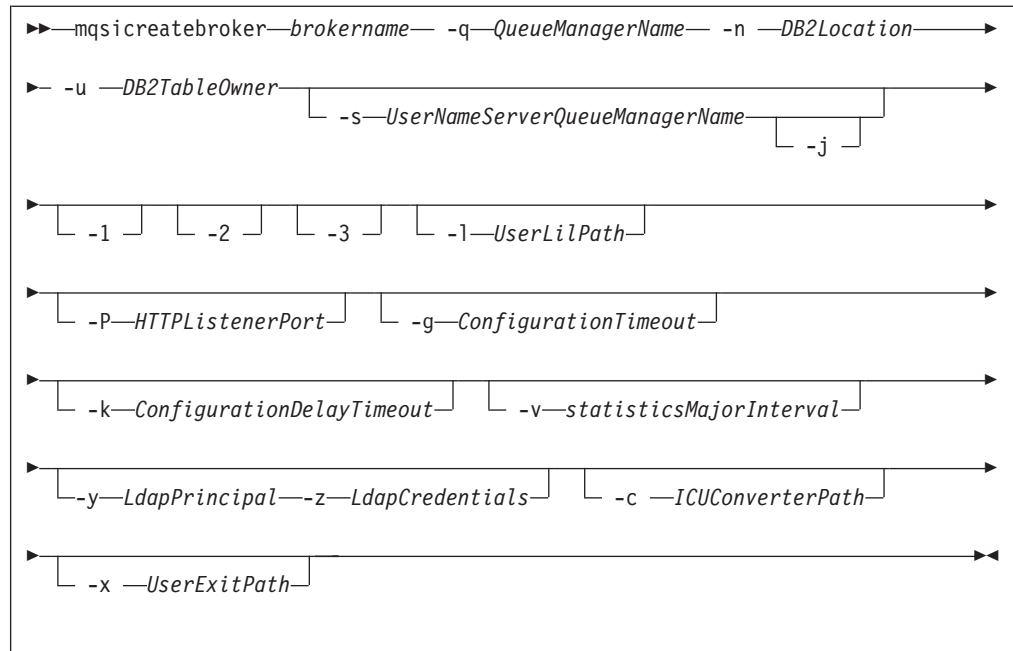 mqsicreatebroker brokername -q QueueManagerName -n DB2Location
-u DB2TableOwner
-s UserNameServerQueueManagerName
-j
-1 -2 -3 -l UserLilPath
-P HTTPListenerPort -g ConfigurationTimeout
-k ConfigurationDelayTimeout -v statisticsMajorInterval
-y LdapPrincipal -z LdapCredentials -c ICUConverterPath
-x UserExitPath